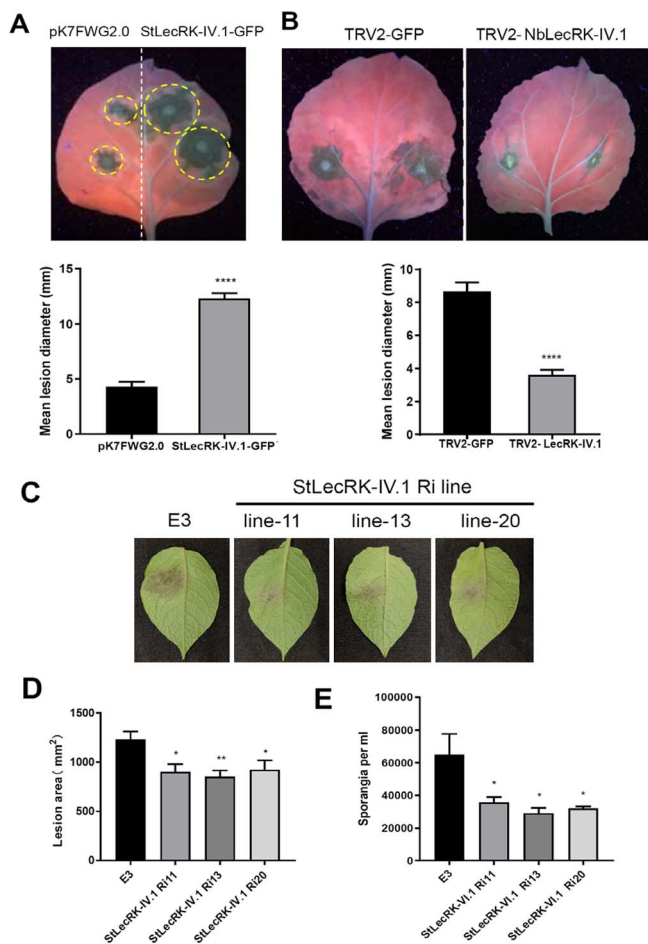 A
pK7FWG2.0 StLecRK-IV.1-GFP
Mean lesion diameter (mm)
15
10
5
0
****
pK7FWG2.0 StLecRK-IV.1-GFP
B
TRV2-GFP TRV2- NbLecRK-IV.1
Mean lesion diameter (mm)
10
8
6
4
2
0
****
TRV2-GFP TRV2- LecRK-IV.1
C
StLecRK-IV.1 Ri line
E3 line-11 line-13 line-20
D
Lesion area( mm²)
1500
1000
500
0
* ** *
E3
StLecRK-IV.1 Ri11
StLecRK-IV.1 Ri13
StLecRK-IV.1 Ri20
E
Sporangia per ml
100000
80000
60000
40000
20000
0
* * *
E3
StLecRK-VI.1 Ri11
StLecRK-VI.1 Ri13
StLecRK-VI.1 Ri20